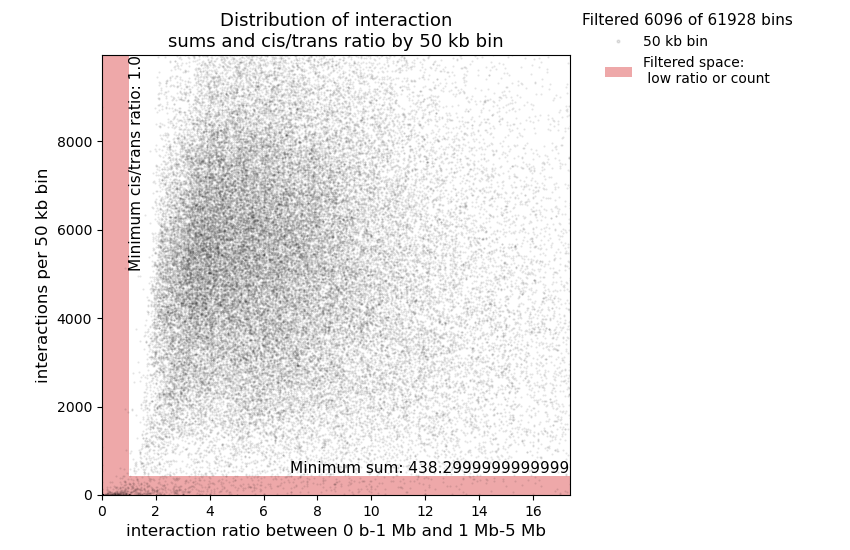 Distribution of interaction
sums and cis/trans ratio by 50 kb bin
Filtered 6096 of 61928 bins
50 kb bin
Filtered space:
low ratio or count
interactions per 50 kb bin
8000
6000
4000
2000
0
Minimum cis/trans ratio: 1.0
Minimum sum: 438.2999999999999
0 2 4 6 8 10 12 14 16
interaction ratio between 0 b-1 Mb and 1 Mb-5 Mb